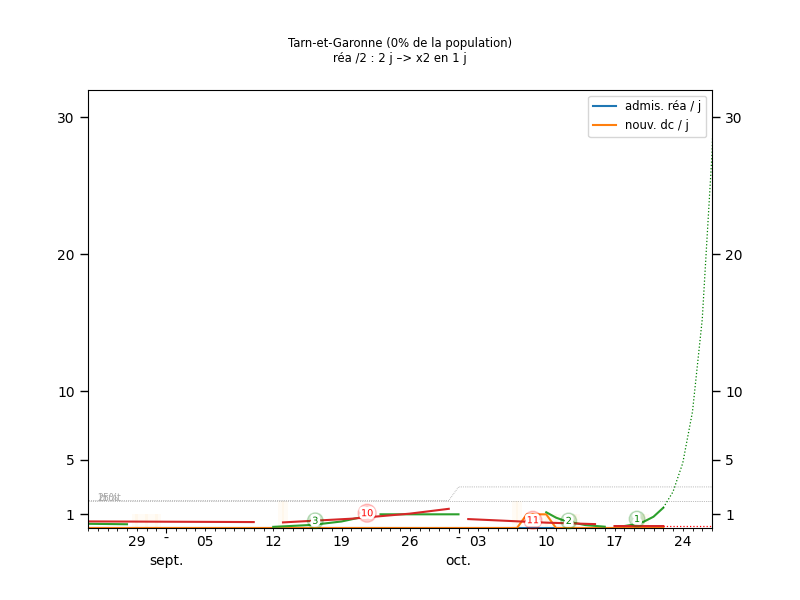 Tarn-et-Garonne (0% de la population)
réa /2 : 2 j –> x2 en 1 j
admis. réa / j
nouv. dc / j
30 30
20 20
10 10
5 5
1 1
3 10 11 2 1
29 - 05 12 19 26 - 03 10 17 24
sept. oct.